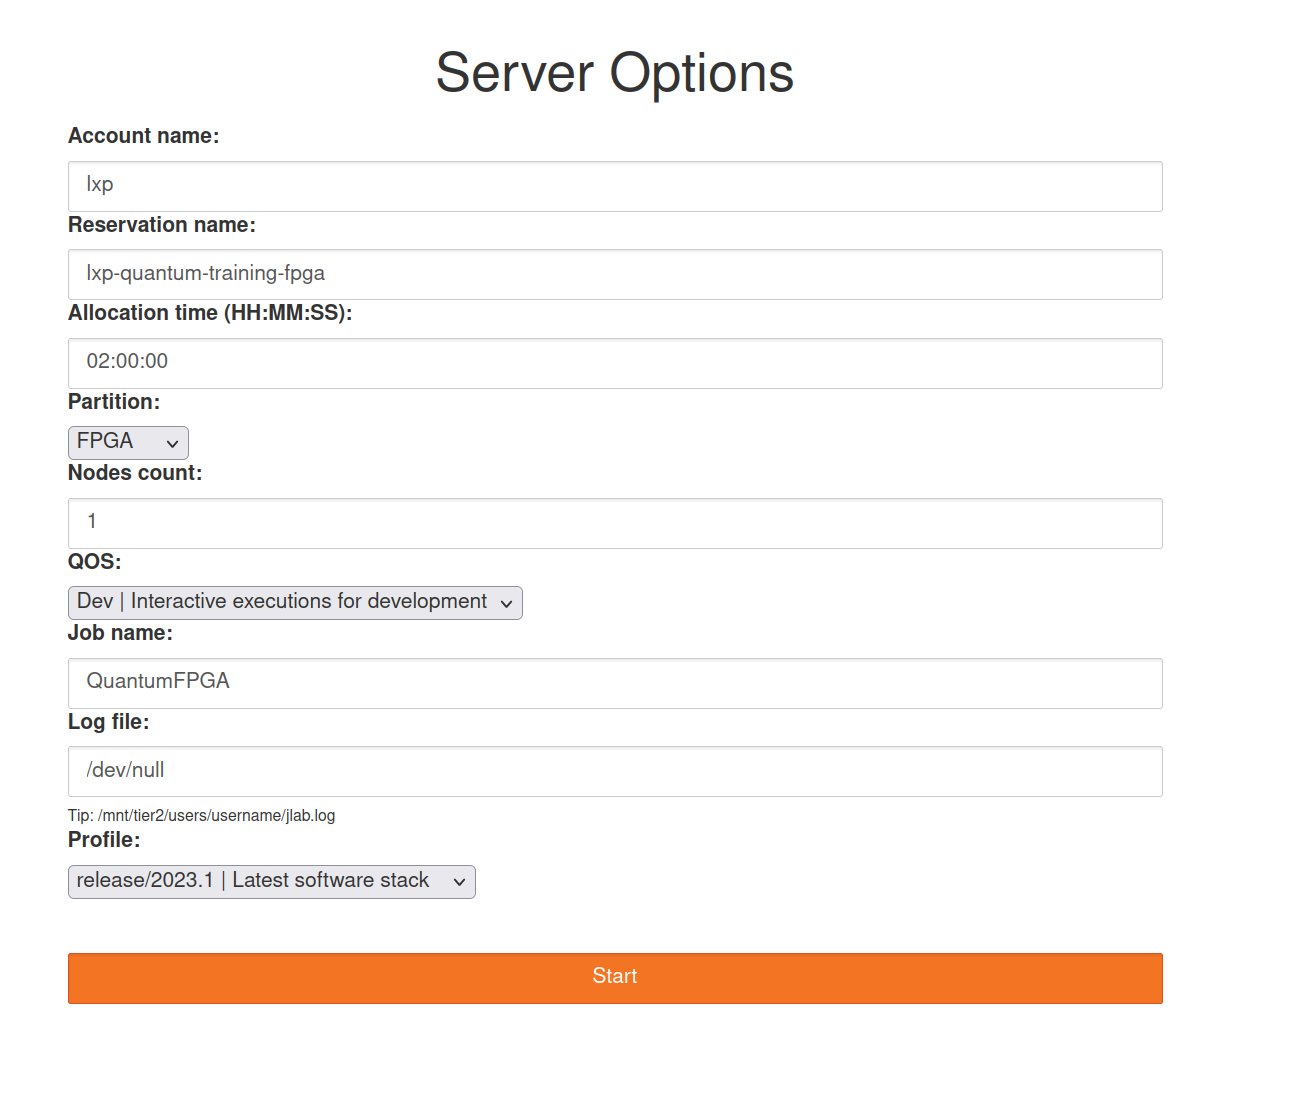 Server Options
Account name:
lxp
Reservation name:
lxp-quantum-training-fpga
Allocation time (HH:MM:SS):
02:00:00
Partition:
FPGA
Nodes count:
1
QOS:
Dev | Interactive executions for development
Job name:
QuantumFPGA
Log file:
/dev/null
Tip: /mnt/tier2/users/username/jlab.log
Profile:
release/2023.1 | Latest software stack
Start